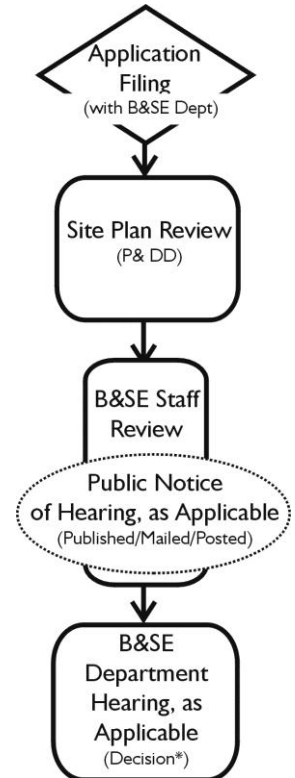 Application
Filing
(with B&SE Dept)
Site Plan Review
(P& DD)
B&SE Staff
Review
Public Notice
of Hearing, as Applicable
(Published/Mailed/Posted)
B&SE
Department
Hearing, as
Applicable
(Decision*)